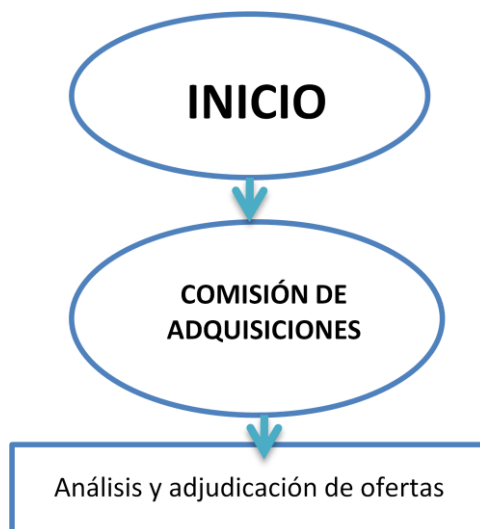 INICIO
COMISIÓN DE
ADQUISICIONES
Análisis y adjudicación de ofertas